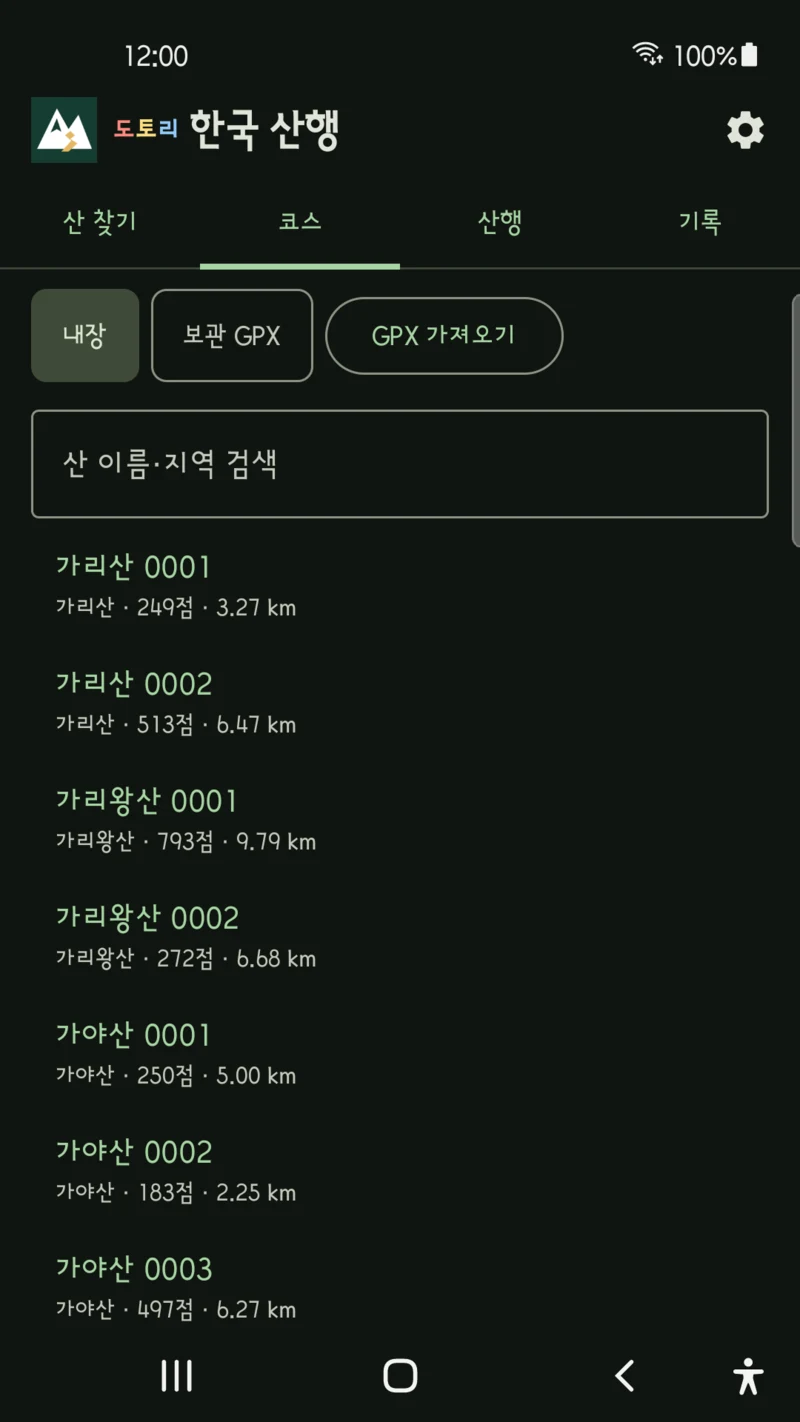 12:00 100%
도토리 한국 산행
산 찾기 코스 산행 기록
내장 보관 GPX GPX 가져오기
산 이름·지역 검색
가리산 0001
가리산 · 249점 · 3.27 km
가리산 0002
가리산 · 513점 · 6.47 km
가리왕산 0001
가리왕산 · 793점 · 9.79 km
가리왕산 0002
가리왕산 · 272점 · 6.68 km
가야산 0001
가야산 · 250점 · 5.00 km
가야산 0002
가야산 · 183점 · 2.25 km
가야산 0003
가야산 · 497점 · 6.27 km